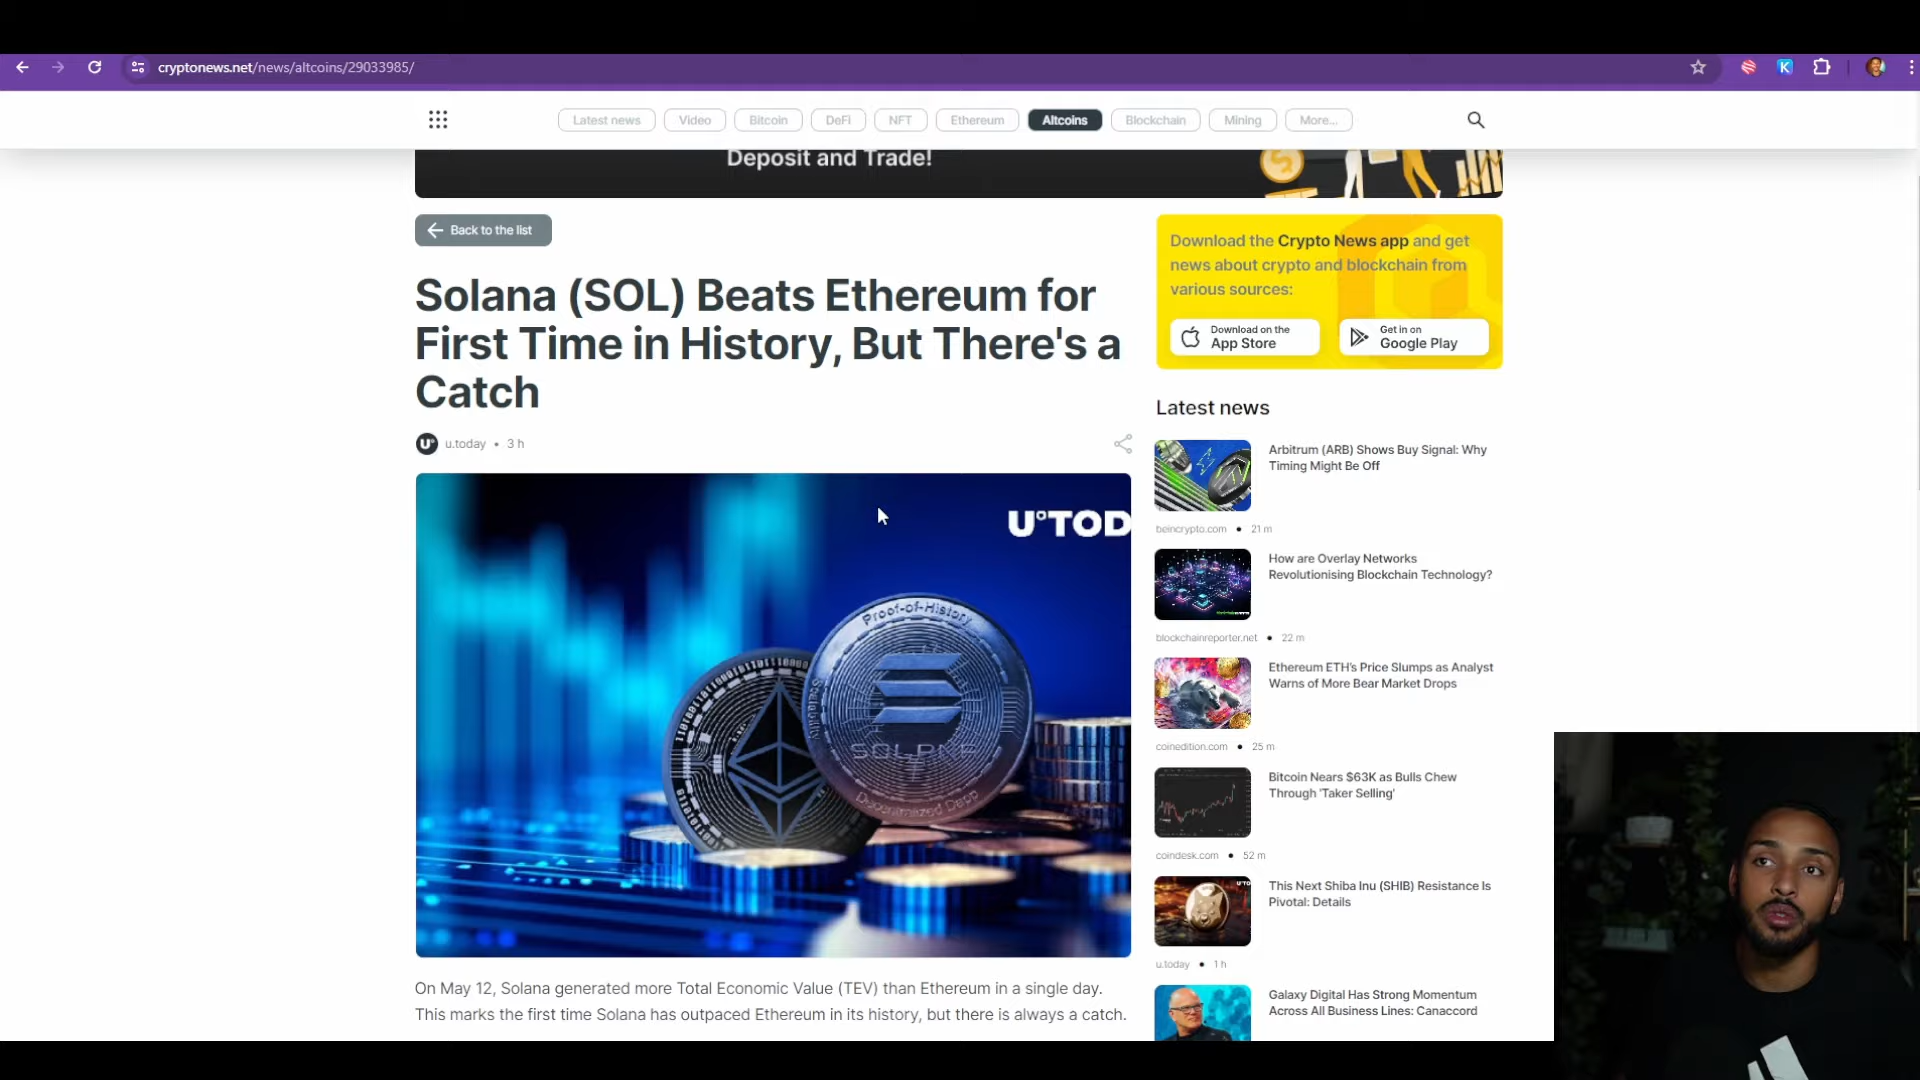 cryptonews.net/news/altcoins/29033985/
K
Latest news
Video
Bitcoin
DeFi
NFT
Ethereum
Altcoins
Blockchain
Mining
More...
Deposit and Trade!
Back to the list
Solana (SOL) Beats Ethereum for
First Time in History, But There's a
Catch
U° u.today • 3 h
U°TOD
Proof-of-History
SOLANA
Scalability
Decentralized Dapp
On May 12, Solana generated more Total Economic Value (TEV) than Ethereum in a single day.
This marks the first time Solana has outpaced Ethereum in its history, but there is always a catch.
Download the Crypto News app and get
news about crypto and blockchain from
various sources:
Download on the
App Store
Get in on
Google Play
Latest news
Arbitrum (ARB) Shows Buy Signal: Why
Timing Might Be Off
beincrypto.com • 21 m
How are Overlay Networks
Revolutionising Blockchain Technology?
blockchainreporter.net • 22 m
Ethereum ETH's Price Slumps as Analyst
Warns of More Bear Market Drops
coinedition.com • 25 m
Bitcoin Nears $63K as Bulls Chew
Through 'Taker Selling'
coindesk.com • 52 m
This Next Shiba Inu (SHIB) Resistance Is
Pivotal: Details
u.today • 1 h
Galaxy Digital Has Strong Momentum
Across All Business Lines: Canaccord